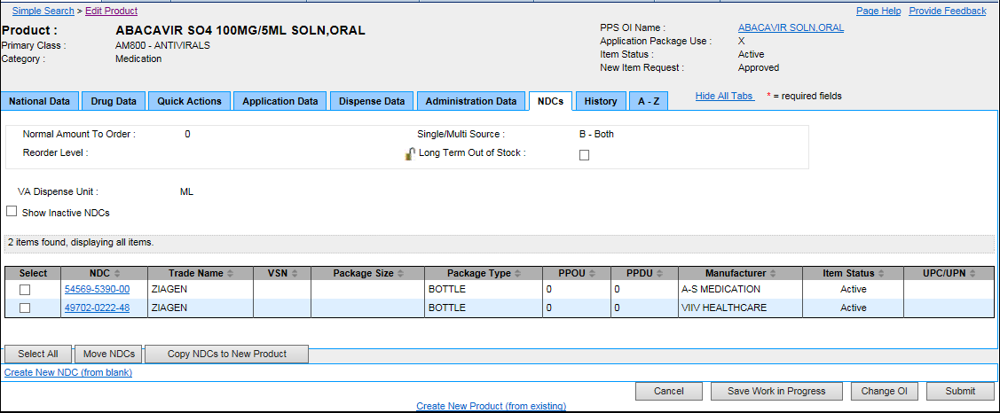 Simple Search > Edit Product
Page Help Provide Feedback
Product : ABACAVIR SO4 100MG/5ML SOLN,ORAL
Primary Class : AM800 - ANTIVIRALS
Category : Medication
PPS OI Name : ABACAVIR SOLN,ORAL
Application Package Use : X
Item Status : Active
New Item Request : Approved
National Data Drug Data Quick Actions Application Data Dispense Data Administration Data NDCs History A - Z Hide All Tabs * = required fields
Normal Amount To Order : 0 Single/Multi Source : B - Both
Reorder Level : Long Term Out of Stock :
VA Dispense Unit : ML
Show Inactive NDCs
2 items found, displaying all items.
Select NDC Trade Name VSN Package Size Package Type PPOU PPDU Manufacturer Item Status UPC/UPN
54569-5390-00 ZIAGEN BOTTLE 0 0 A-S MEDICATION Active
49702-0222-48 ZIAGEN BOTTLE 0 0 VIIV HEALTHCARE Active
Select All Move NDCs Copy NDCs to New Product
Create New NDC (from blank)
Cancel Save Work in Progress Change OI Submit
Create New Product (from existing)